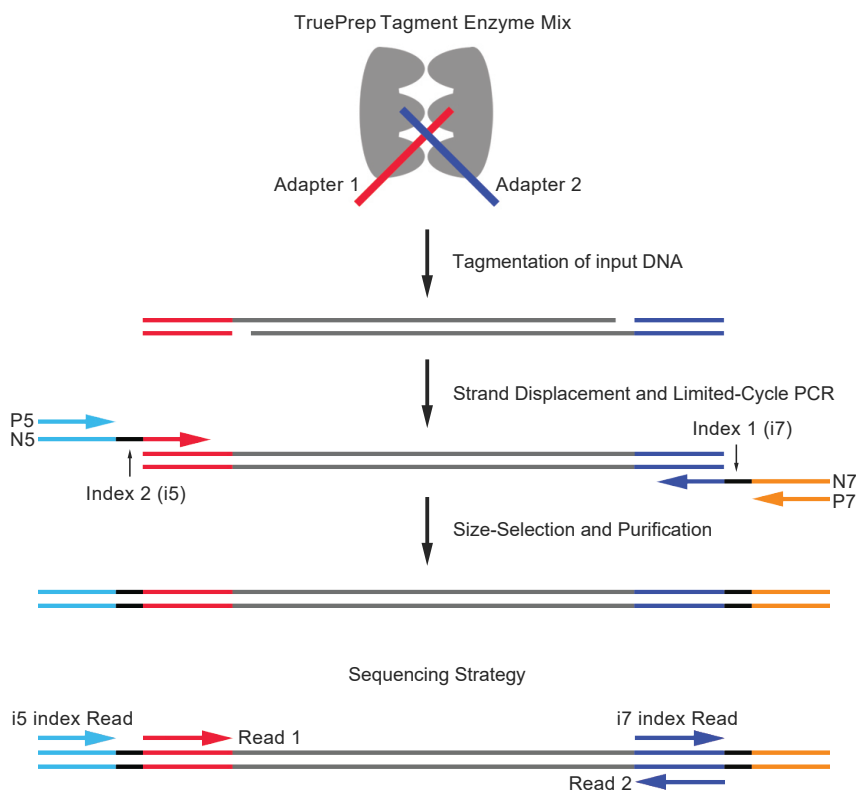 TruePrep Tagment Enzyme Mix
Adapter 1
Adapter 2
Tagmentation of input DNA
Strand Displacement and Limited-Cycle PCR
P5
N5
Index 1 (i7)
Index 2 (i5)
N7
P7
Size-Selection and Purification
Sequencing Strategy
i5 index Read
i7 index Read
Read 1
Read 2